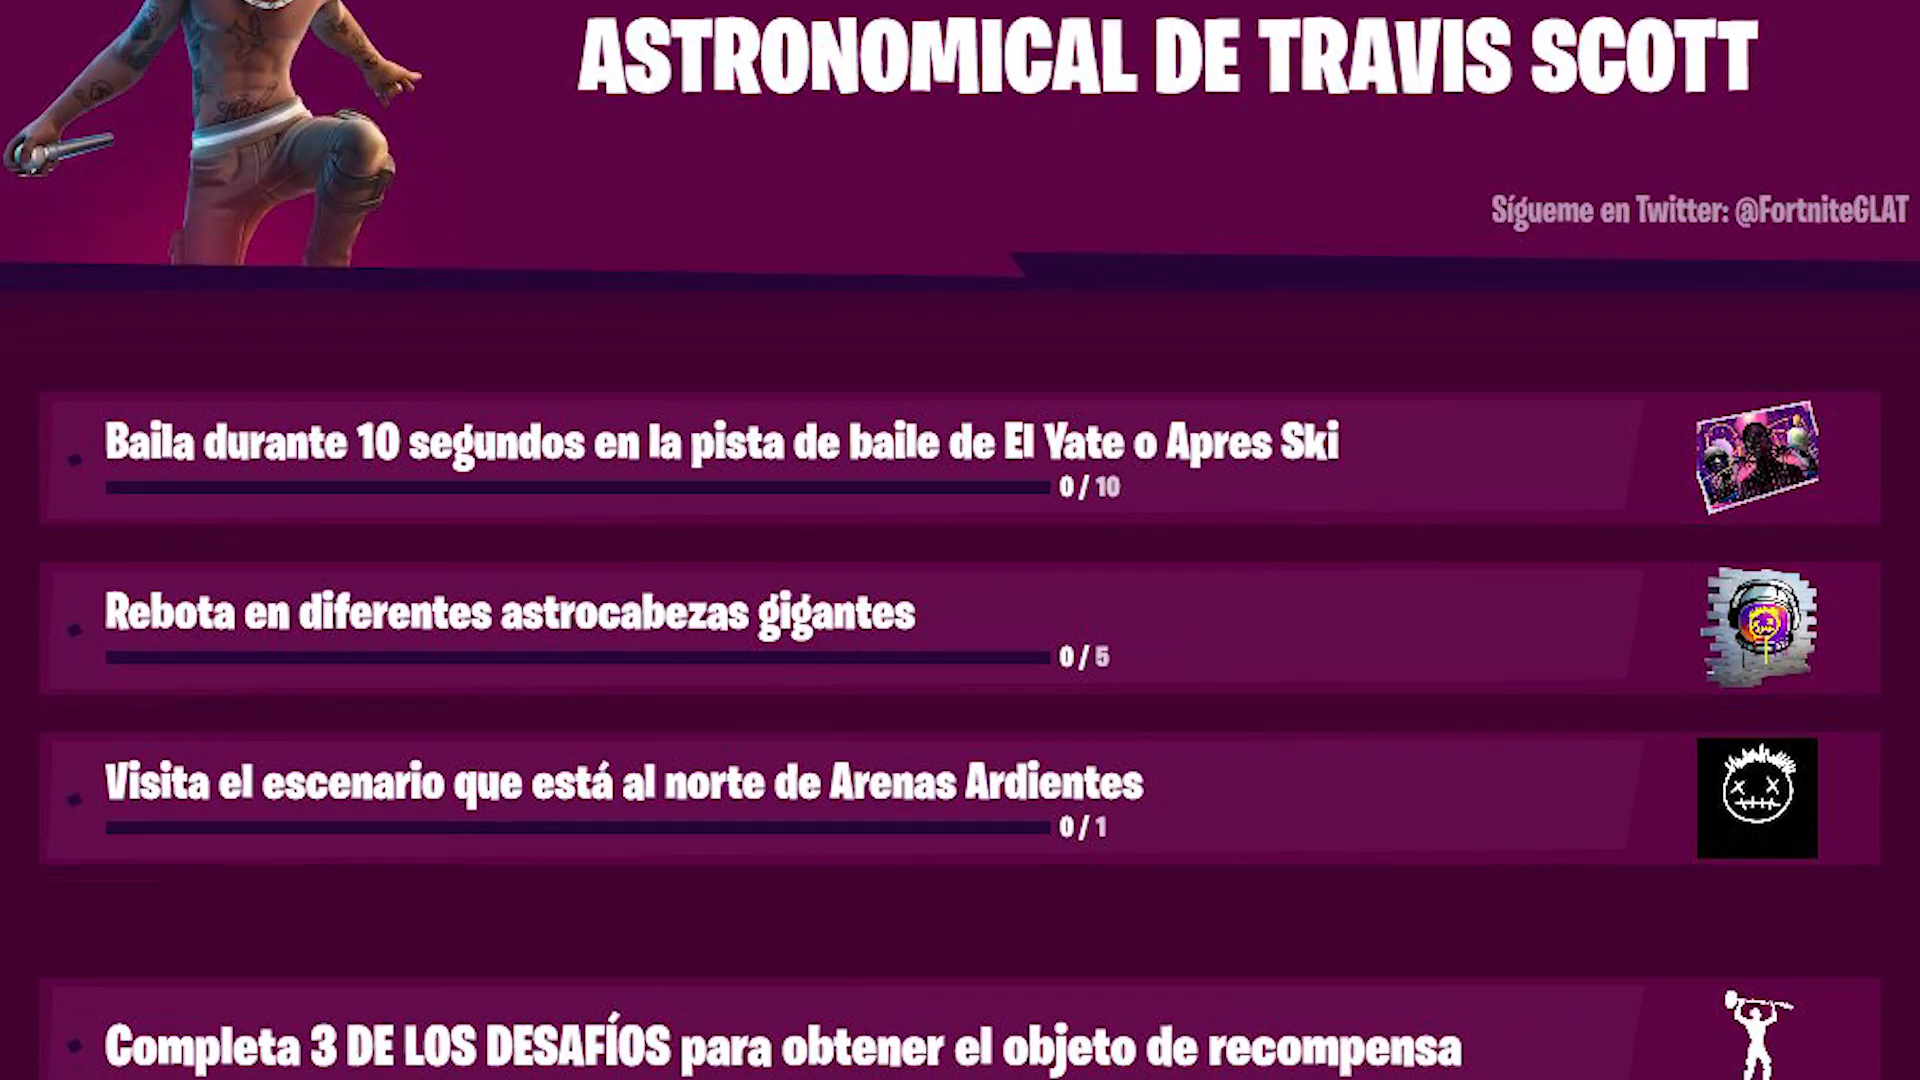 ASTRONOMICAL DE TRAVIS SCOTT
Sígueme en Twitter: @FortniteGLAT
Baila durante 10 segundos en la pista de baile de El Yate o Apres Ski
0 / 10
Rebota en diferentes astrocabezas gigantes
0 / 5
Visita el escenario que está al norte de Arenas Ardientes
0 / 1
Completa 3 DE LOS DESAFÍOS para obtener el objeto de recompensa